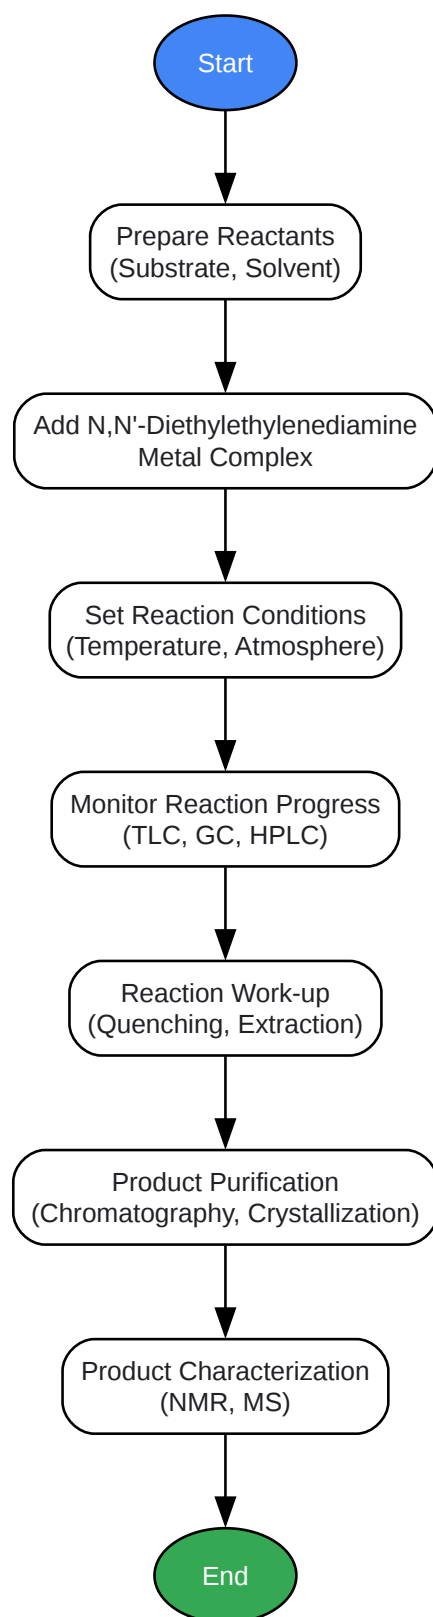 Start
Prepare Reactants
(Substrate, Solvent)
Add N,N'-Diethylethylenediamine
Metal Complex
Set Reaction Conditions
(Temperature, Atmosphere)
Monitor Reaction Progress
(TLC, GC, HPLC)
Reaction Work-up
(Quenching, Extraction)
Product Purification
(Chromatography, Crystallization)
Product Characterization
(NMR, MS)
End